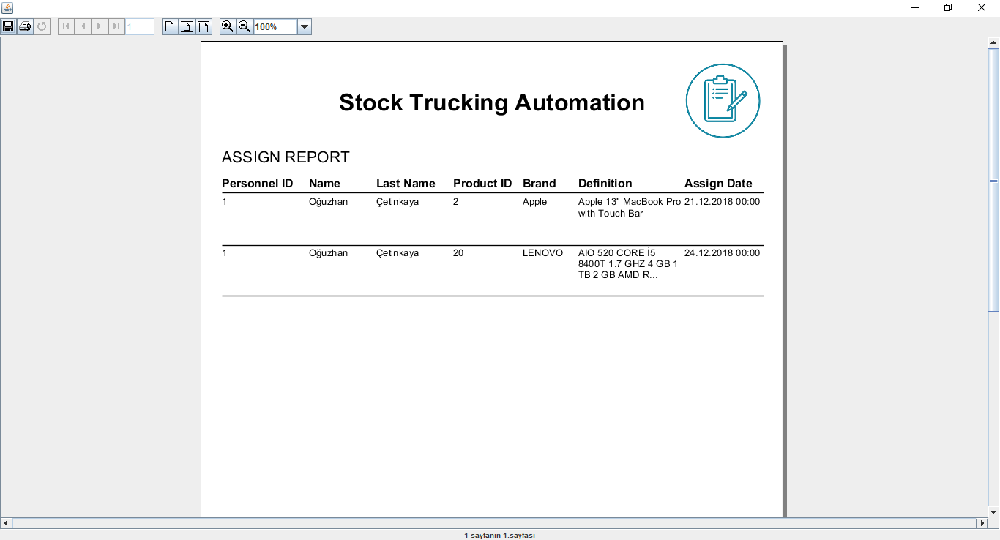 1
100%
Stock Trucking Automation
ASSIGN REPORT
Personnel ID Name Last Name Product ID Brand Definition Assign Date
1 Oğuzhan Çetinkaya 2 Apple Apple 13" MacBook Pro 21.12.2018 00:00
with Touch Bar
1 Oğuzhan Çetinkaya 20 LENOVO AIO 520 CORE İ5 24.12.2018 00:00
8400T 1.7 GHZ 4 GB 1
TB 2 GB AMD R...
1 sayfanın 1.sayfası